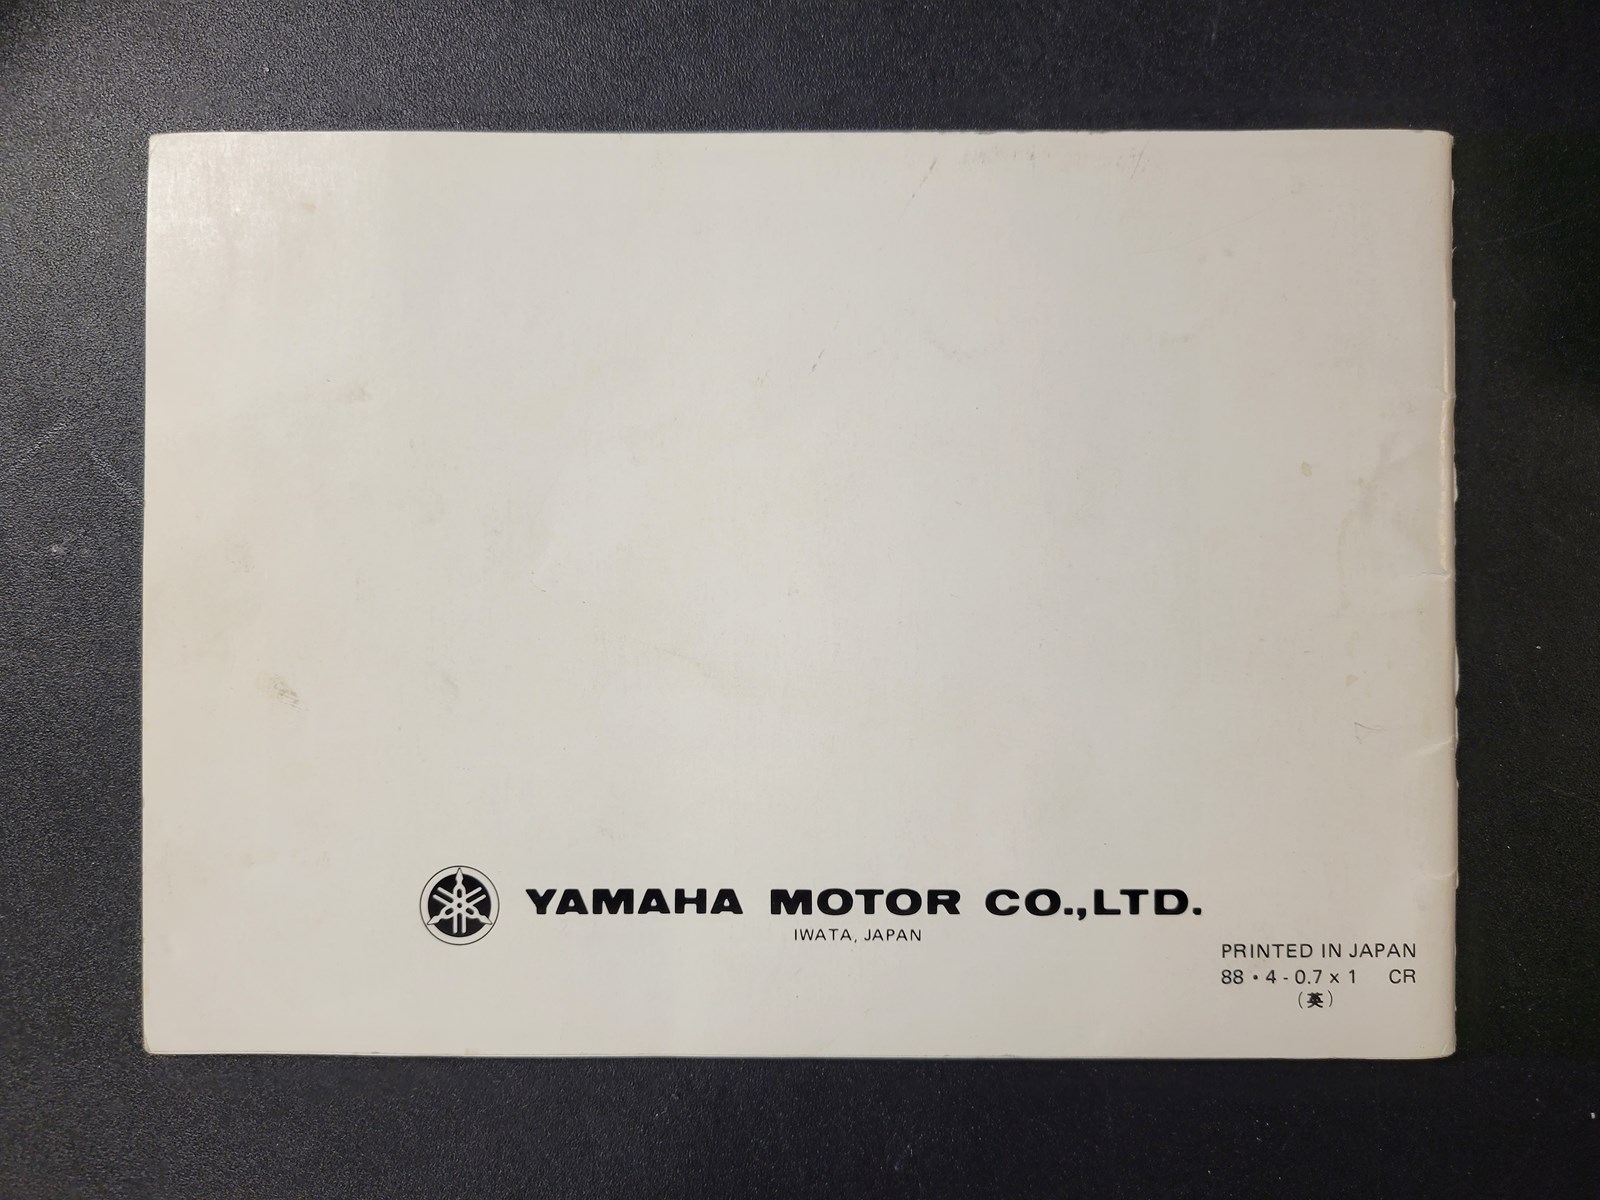 YAMAHA MOTOR CO.,LTD.
IWATA, JAPAN
PRINTED IN JAPAN
88・4-0.7×1 CR
(英)